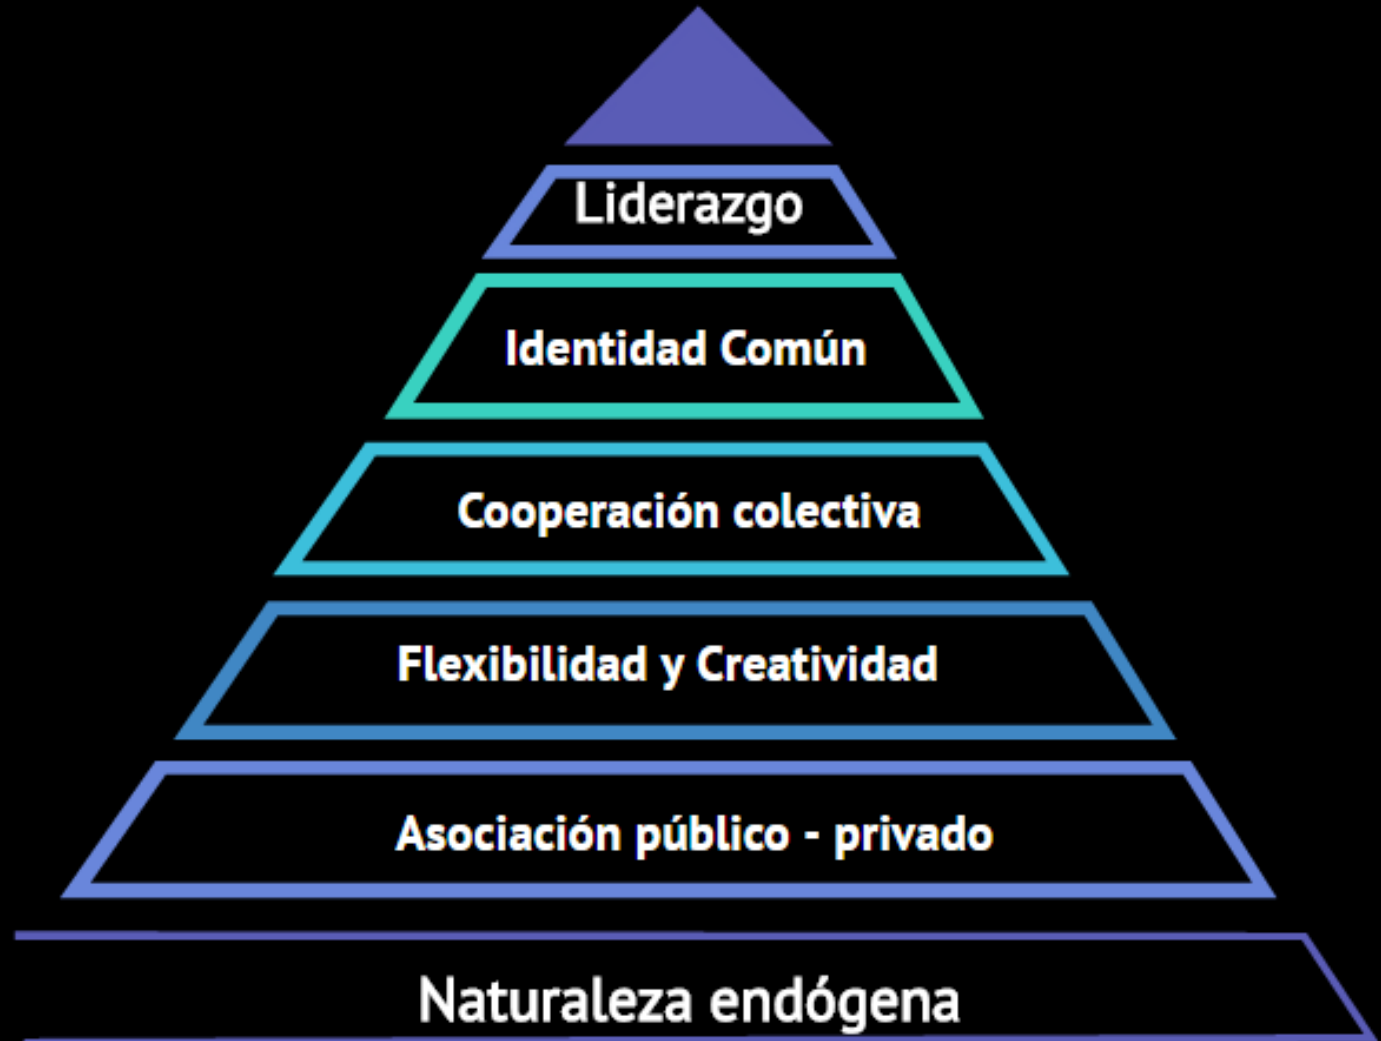 Liderazgo
Identidad Común
Cooperación colectiva
Flexibilidad y Creatividad
Asociación público - privado
Naturaleza endógena